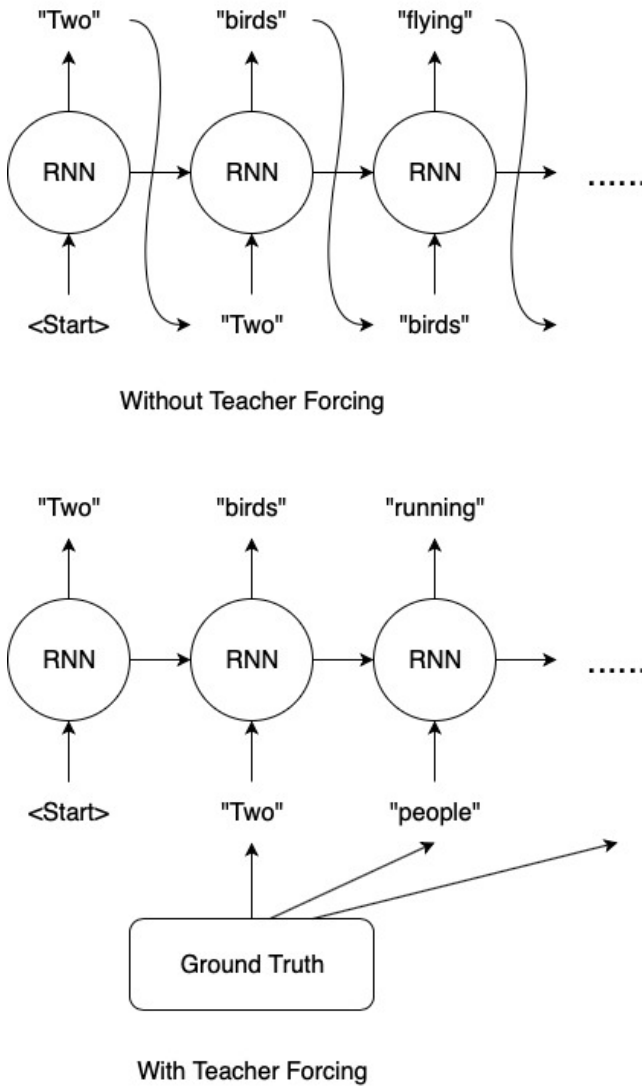 "Two" "birds" "flying"
RNN RNN RNN ......
<Start> "Two" "birds"
Without Teacher Forcing
"Two" "birds" "running"
RNN RNN RNN ......
<Start> "Two" "people"
Ground Truth
With Teacher Forcing